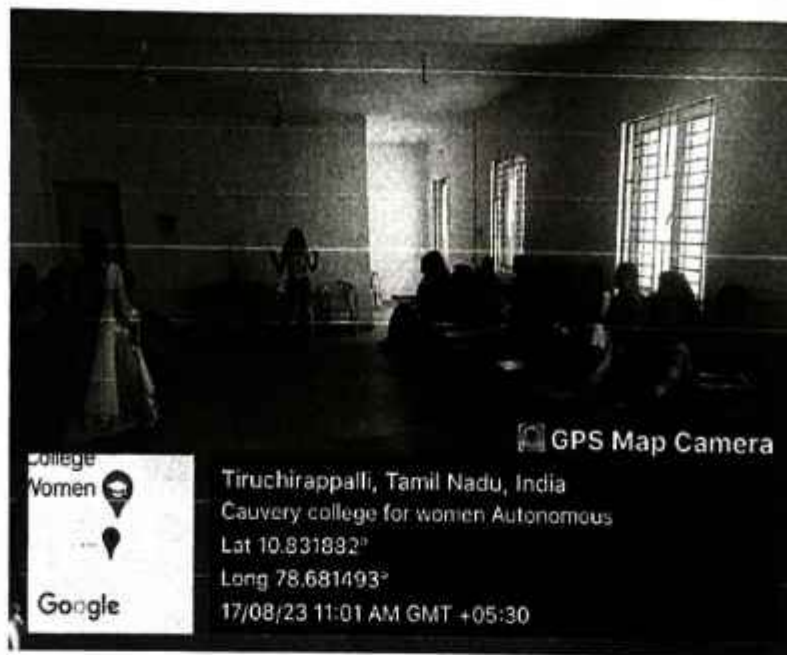 GPS Map Camera
College
Women
Google
Tiruchirappalli, Tamil Nadu, India
Cauvery college for women Autonomous
Lat 10.831882°
Long 78.681493°
17/08/23 11:01 AM GMT +05:30